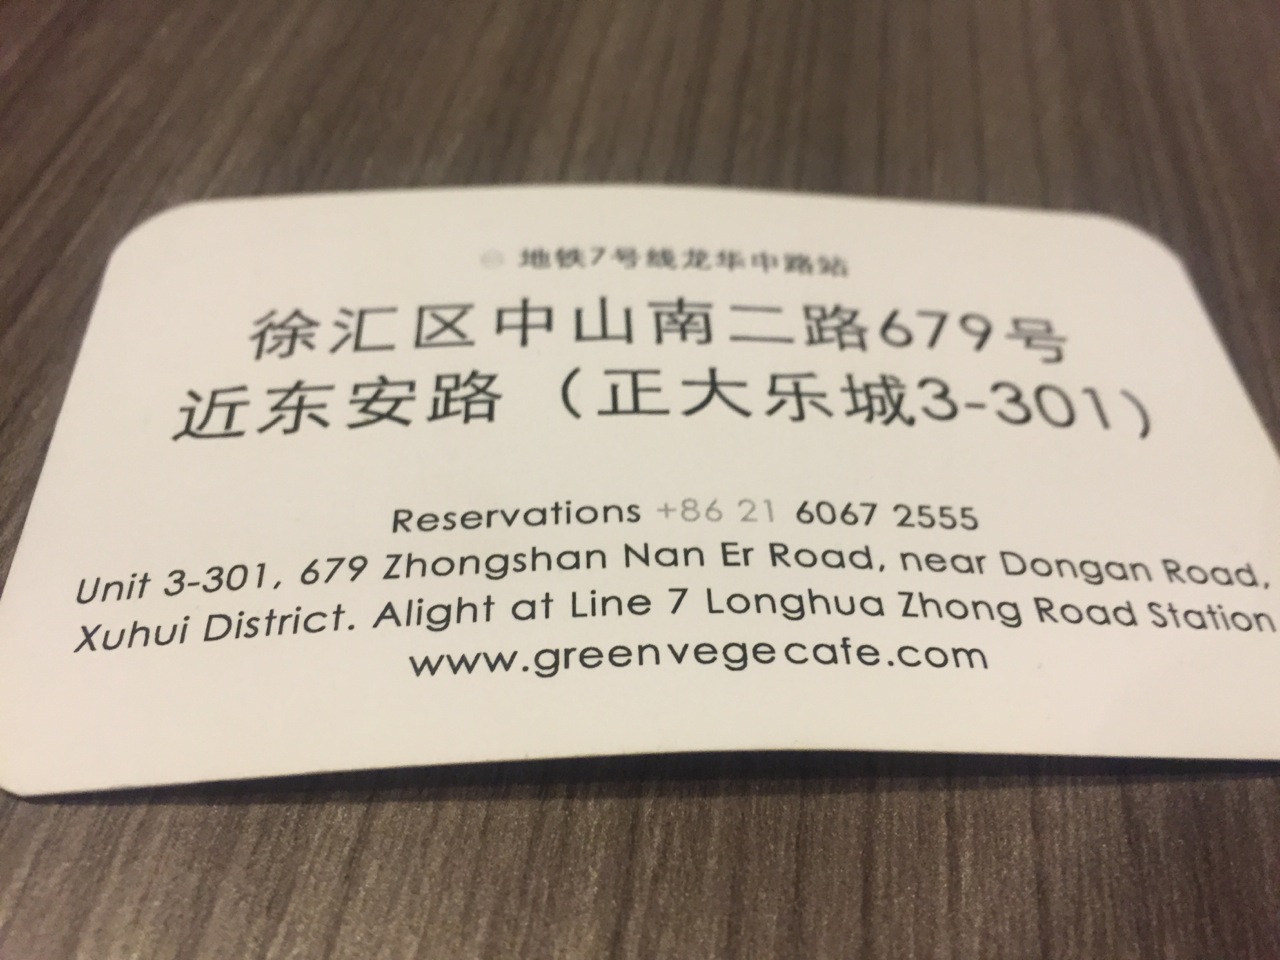 地铁7号线龙华中路站
徐汇区中山南二路679号
近东安路（正大乐城3-301）
Reservations +86 21 6067 2555
Unit 3-301, 679 Zhongshan Nan Er Road, near Dongan Road,
Xuhui District. Alight at Line 7 Longhua Zhong Road Station
www.greenvegecafe.com